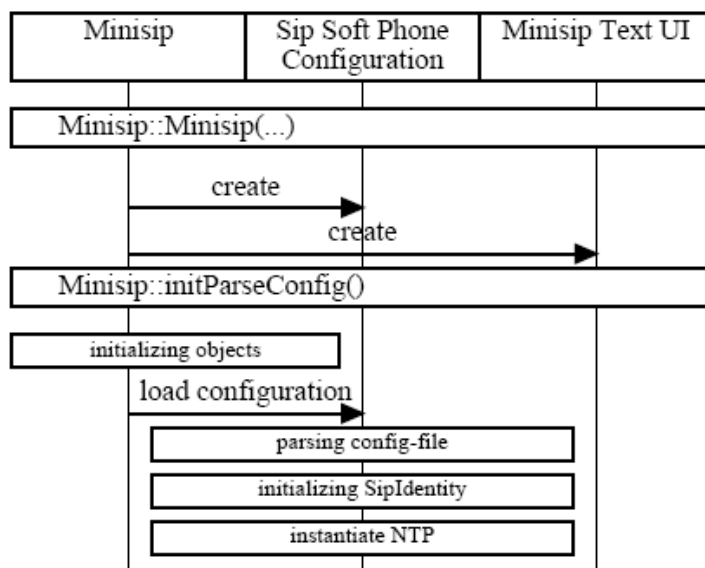 Minisip
Sip Soft Phone
Configuration
Minisip Text UI
Minisip::Minisip(...)
create
create
Minisip::initParseConfig()
initializing objects
load configuration
parsing config-file
initializing SipIdentity
instantiate NTP